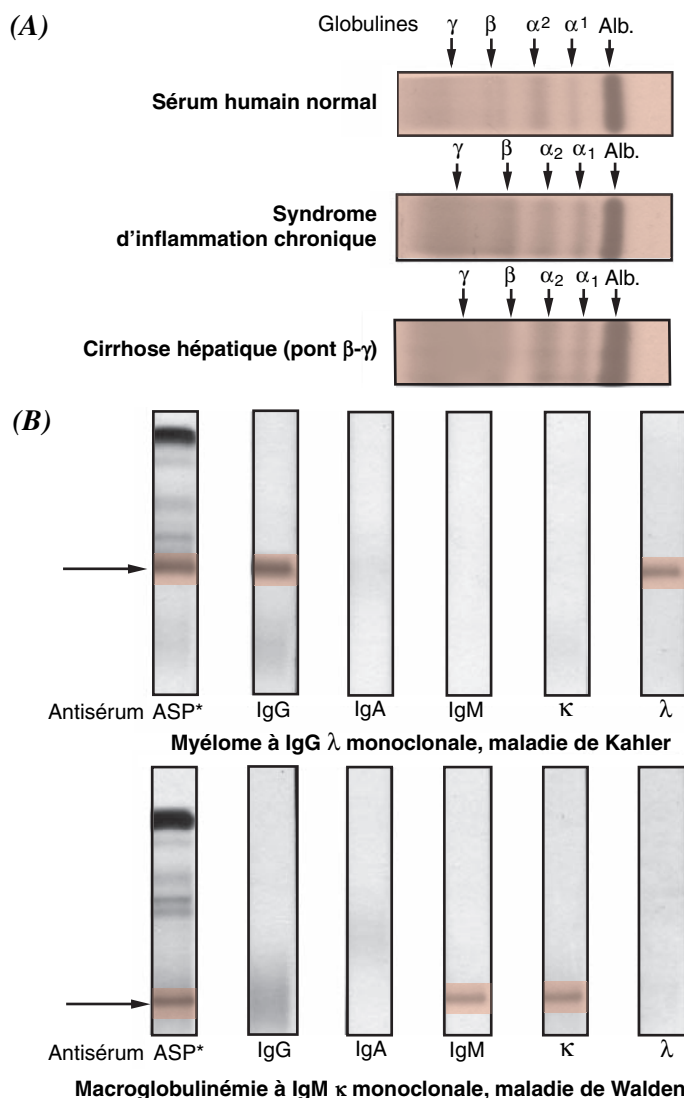 (A)
Globulines γ β α2 α1 Alb.
Sérum humain normal
γ β α2 α1 Alb.
Syndrome
d’inflammation chronique
γ β α2 α1 Alb.
Cirrhose hépatique (pont β-γ)
(B)
Antisérum ASP* IgG IgA IgM κ λ
Myélome à IgG λ monoclonale, maladie de Kahler
Antisérum ASP* IgG IgA IgM κ λ
Macroglobulinémie à IgM κ monoclonale, maladie de Walden